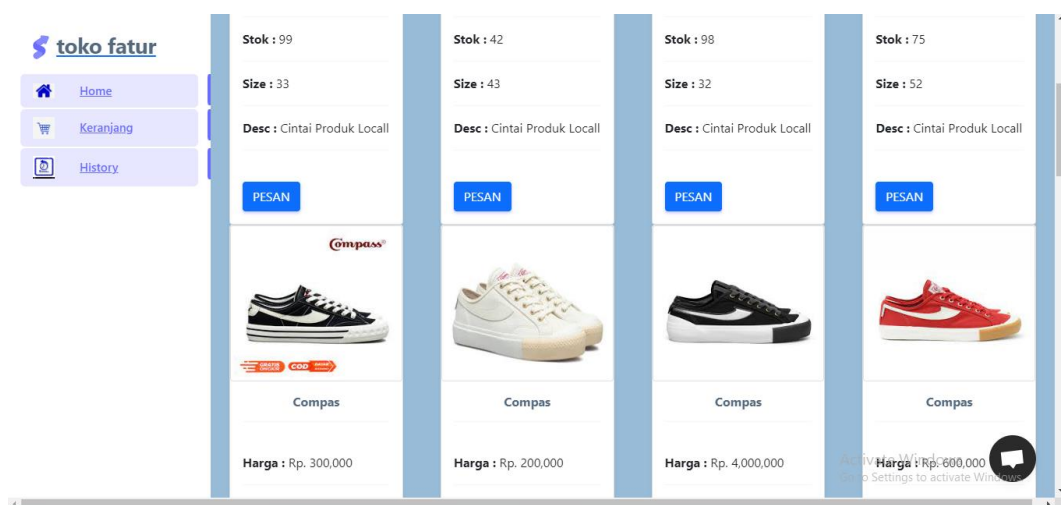 toko fatur
Home
Keranjang
History
Stok : 99
Size : 33
Desc : Cintai Produk Locall
PESAN
Stok : 42
Size : 43
Desc : Cintai Produk Locall
PESAN
Stok : 98
Size : 32
Desc : Cintai Produk Locall
PESAN
Stok : 75
Size : 52
Desc : Cintai Produk Locall
PESAN
Compass®
GRATIS
COD
Compas
Harga : Rp. 300,000
Compas
Harga : Rp. 200,000
Compas
Harga : Rp. 4,000,000
Compas
Harga : Rp. 600,000
Activate Windows
Go to Settings to activate Windows.